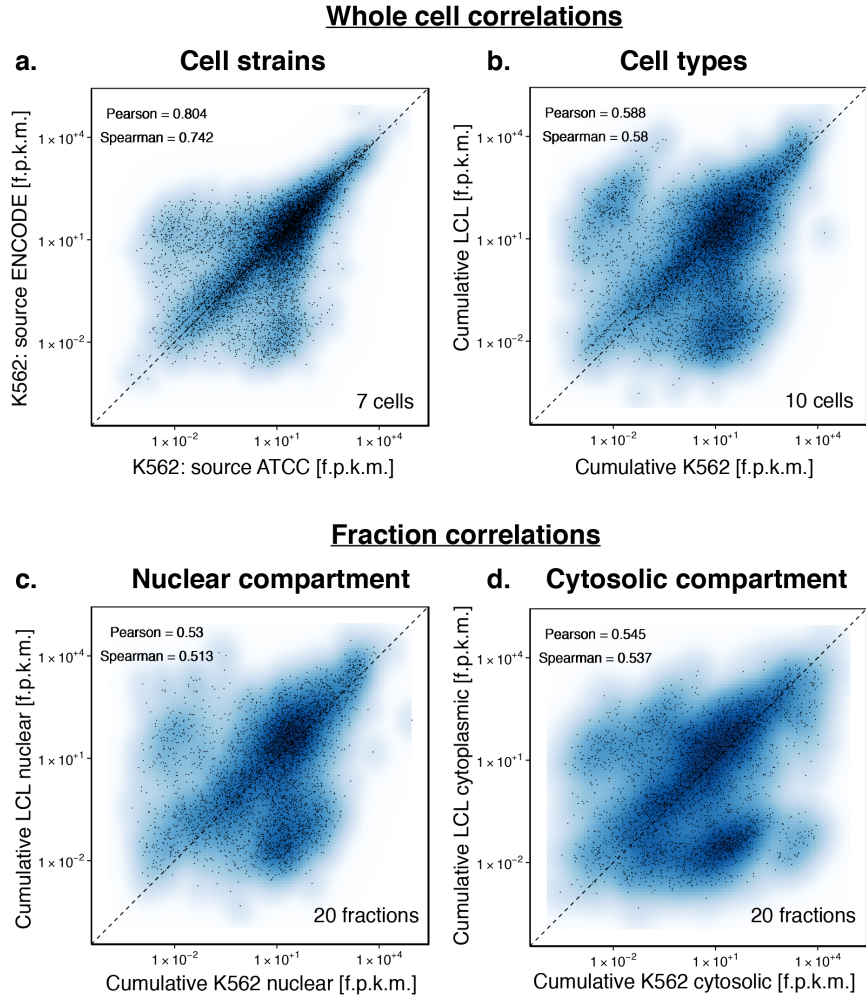 Whole cell correlations
a. Cell strains
Pearson = 0.804
Spearman = 0.742
K562: source ENCODE [f.p.k.m.]
1 × 10⁺⁴
1 × 10⁺¹
1 × 10⁻²
7 cells
1 × 10⁻² 1 × 10⁺¹ 1 × 10⁺⁴
K562: source ATCC [f.p.k.m.]
b. Cell types
Pearson = 0.588
Spearman = 0.58
Cumulative LCL [f.p.k.m.]
1 × 10⁺⁴
1 × 10⁺¹
1 × 10⁻²
10 cells
1 × 10⁻² 1 × 10⁺¹ 1 × 10⁺⁴
Cumulative K562 [f.p.k.m.]
Fraction correlations
c. Nuclear compartment
Pearson = 0.53
Spearman = 0.513
Cumulative LCL nuclear [f.p.k.m.]
1 × 10⁺⁴
1 × 10⁺¹
1 × 10⁻²
20 fractions
1 × 10⁻² 1 × 10⁺¹ 1 × 10⁺⁴
Cumulative K562 nuclear [f.p.k.m.]
d. Cytosolic compartment
Pearson = 0.545
Spearman = 0.537
Cumulative LCL cytoplasmic [f.p.k.m.]
1 × 10⁺⁴
1 × 10⁺¹
1 × 10⁻²
20 fractions
1 × 10⁻² 1 × 10⁺¹ 1 × 10⁺⁴
Cumulative K562 cytosolic [f.p.k.m.]